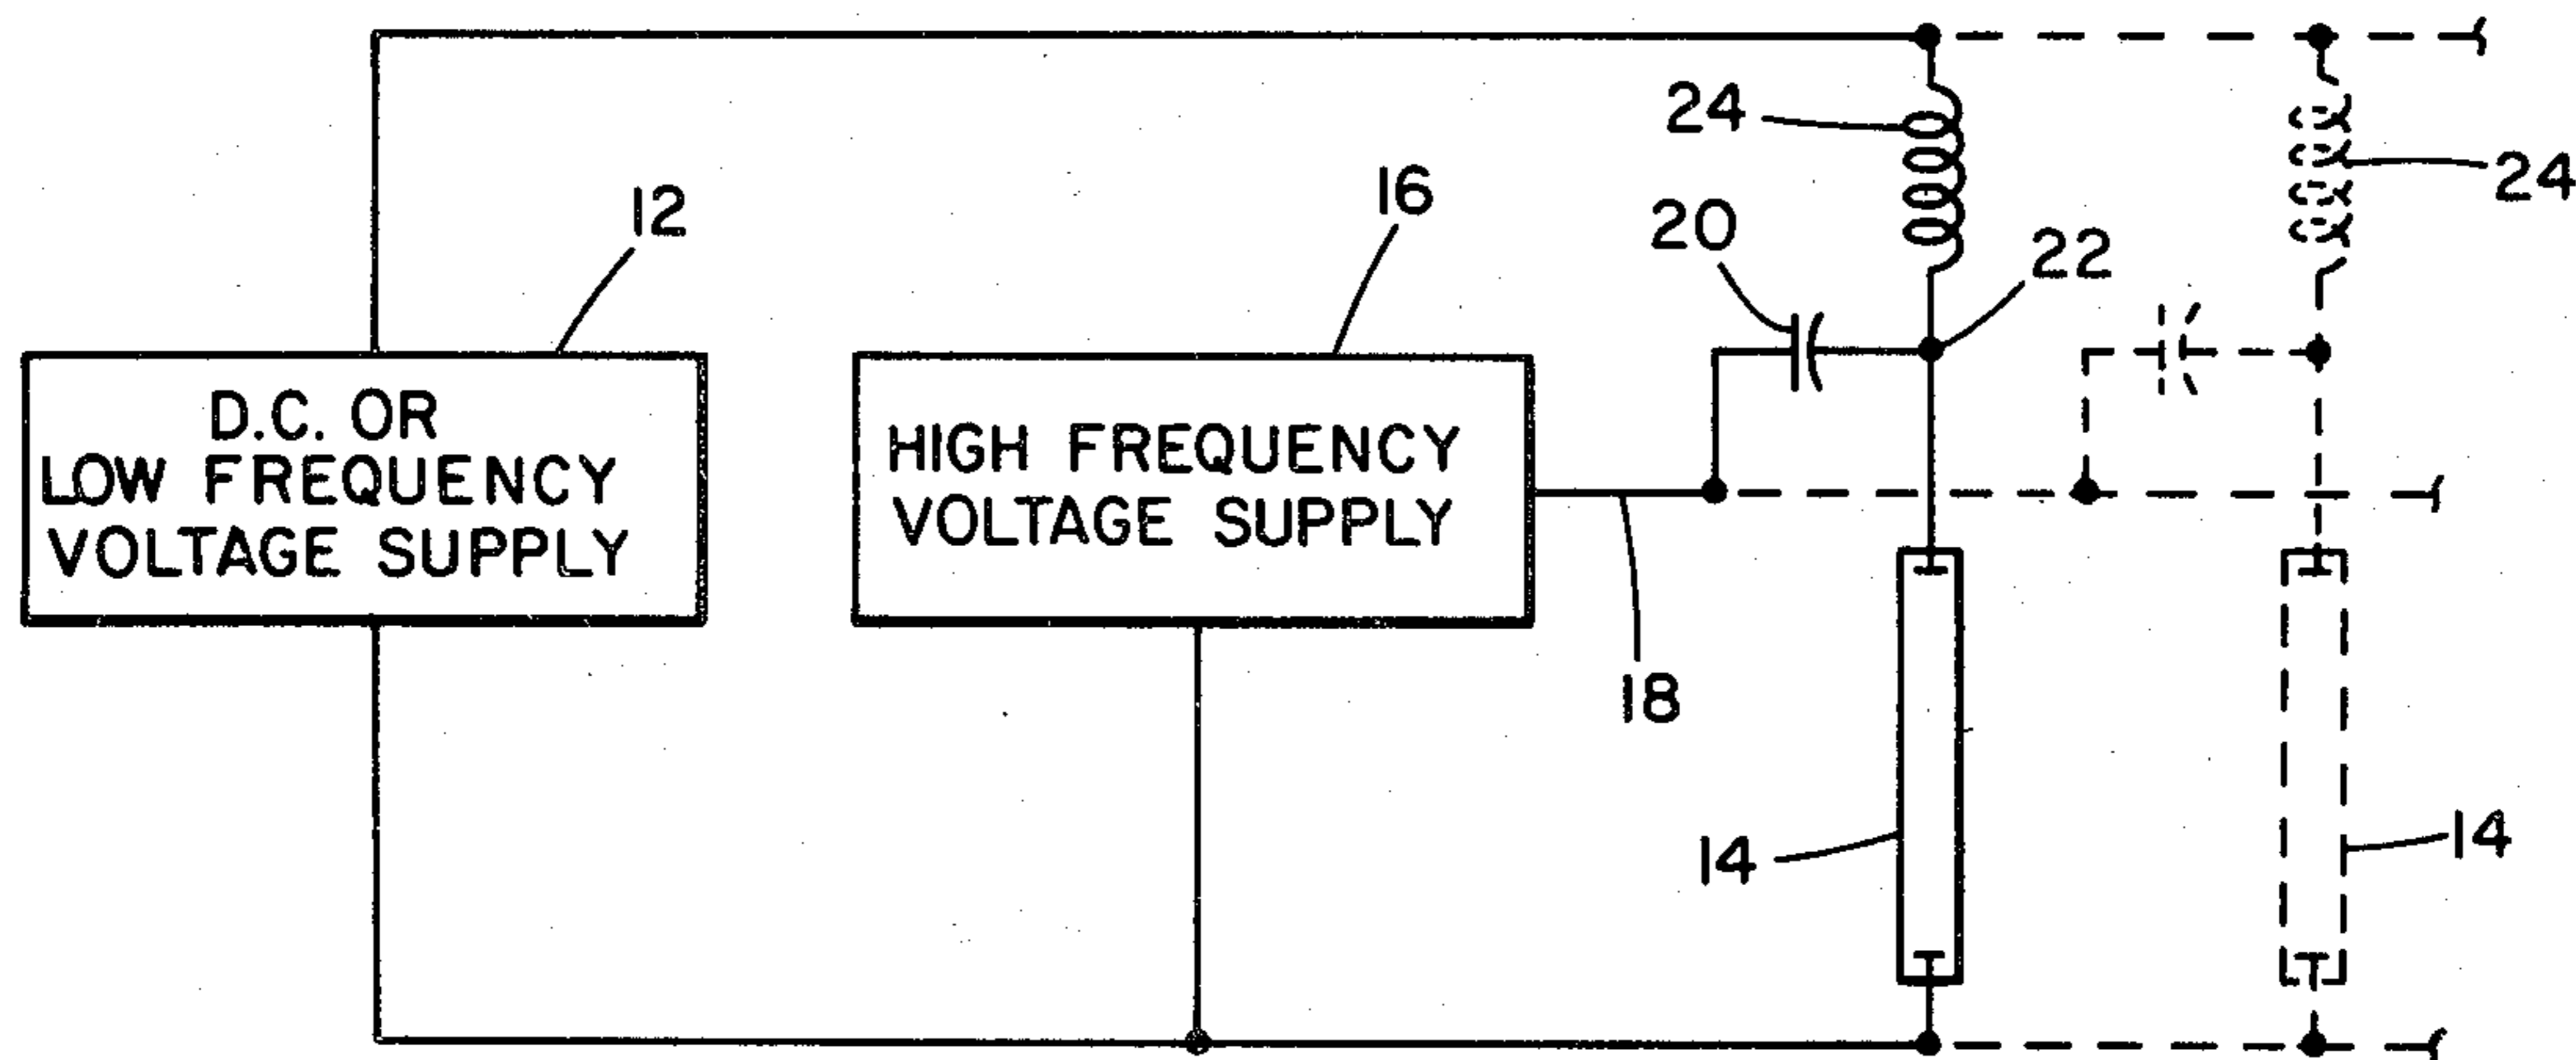 24
24
16
12
20
22
D.C. OR
LOW FREQUENCY
VOLTAGE SUPPLY
HIGH FREQUENCY
VOLTAGE SUPPLY
18
14
14